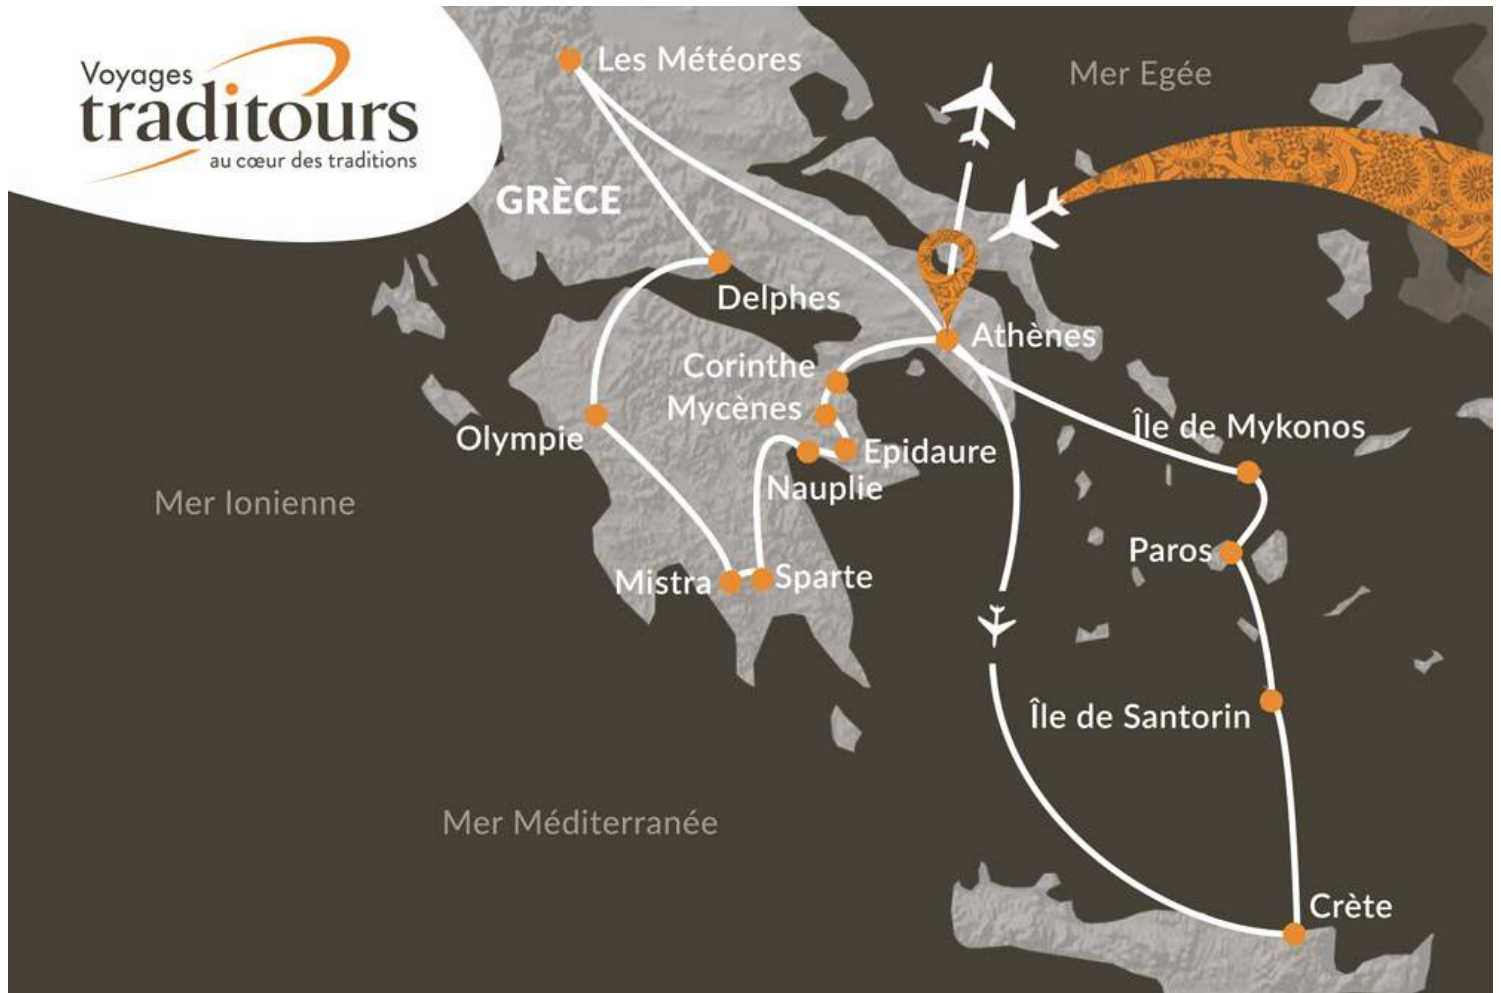 Voyages
traditours
au cœur des traditions
Les Météores
Mer Egée
GRÈCE
Delphes
Athènes
Corinthe
Mycènes
Île de Mykonos
Olympie
Epidaure
Nauplie
Mer Ionienne
Paros
Mistra
Sparte
Île de Santorin
Mer Méditerranée
Crète